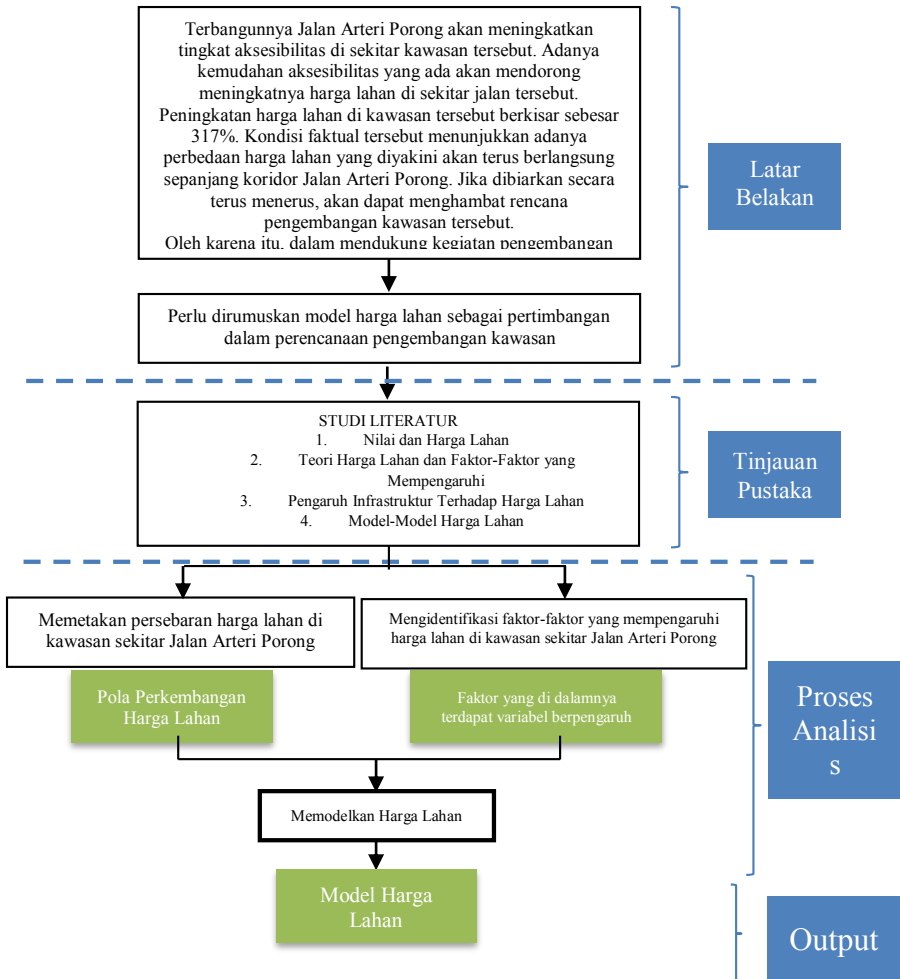 Terbangunnya Jalan Arteri Porong akan meningkatkan
tingkat aksesibilitas di sekitar kawasan tersebut. Adanya
kemudahan aksesibilitas yang ada akan mendorong
meningkatnya harga lahan di sekitar jalan tersebut.
Peningkatan harga lahan di kawasan tersebut berkisar sebesar
317%. Kondisi faktual tersebut menunjukkan adanya
perbedaan harga lahan yang diyakini akan terus berlangsung
sepanjang koridor Jalan Arteri Porong. Jika dibiarkan secara
terus menerus, akan dapat menghambat rencana
pengembangan kawasan tersebut.
Oleh karena itu, dalam mendukung kegiatan pengembangan
Latar
Belakan
Perlu dirumuskan model harga lahan sebagai pertimbangan
dalam perencanaan pengembangan kawasan
STUDI LITERATUR
1. Nilai dan Harga Lahan
2. Teori Harga Lahan dan Faktor-Faktor yang
Mempengaruhi
3. Pengaruh Infrastruktur Terhadap Harga Lahan
4. Model-Model Harga Lahan
Tinjauan
Pustaka
Memetakan persebaran harga lahan di
kawasan sekitar Jalan Arteri Porong
Mengidentifikasi faktor-faktor yang mempengaruhi
harga lahan di kawasan sekitar Jalan Arteri Porong
Pola Perkembangan
Harga Lahan
Faktor yang di dalamnya
terdapat variabel berpengaruh
Proses
Analisi
s
Memodelkan Harga Lahan
Model Harga
Lahan
Output